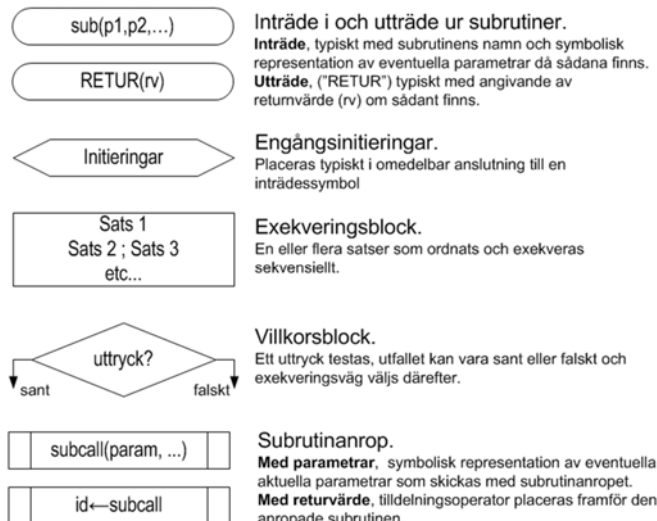 sub(p1,p2,...)
RETUR(rv)
Inträde i och utträde ur subrutiner.
Inträde, typiskt med subrutinens namn och symbolisk
representation av eventuella parametrar då sådana finns.
Utträde, ("RETUR") typiskt med angivande av
returnvärde (rv) om sådant finns.
Initieringar
Engångsinitieringar.
Placeras typiskt i omedelbar anslutning till en
inträdessymbol
Sats 1
Sats 2 ; Sats 3
etc...
Exekveringsblock.
En eller flera satser som ordnats och exekveras
sekvensiellt.
uttryck?
sant
falskt
Villkorsblock.
Ett uttryck testas, utfallet kan vara sant eller falskt och
exekveringsväg väljs därefter.
subcall(param, ...)
id←subcall
Subrutinanrop.
Med parametrar, symbolisk representation av eventuella
aktuella parametrar som skickas med subrutinanropet.
Med returvärde, tilldelningsoperator placeras framför den
anropade subrutinen